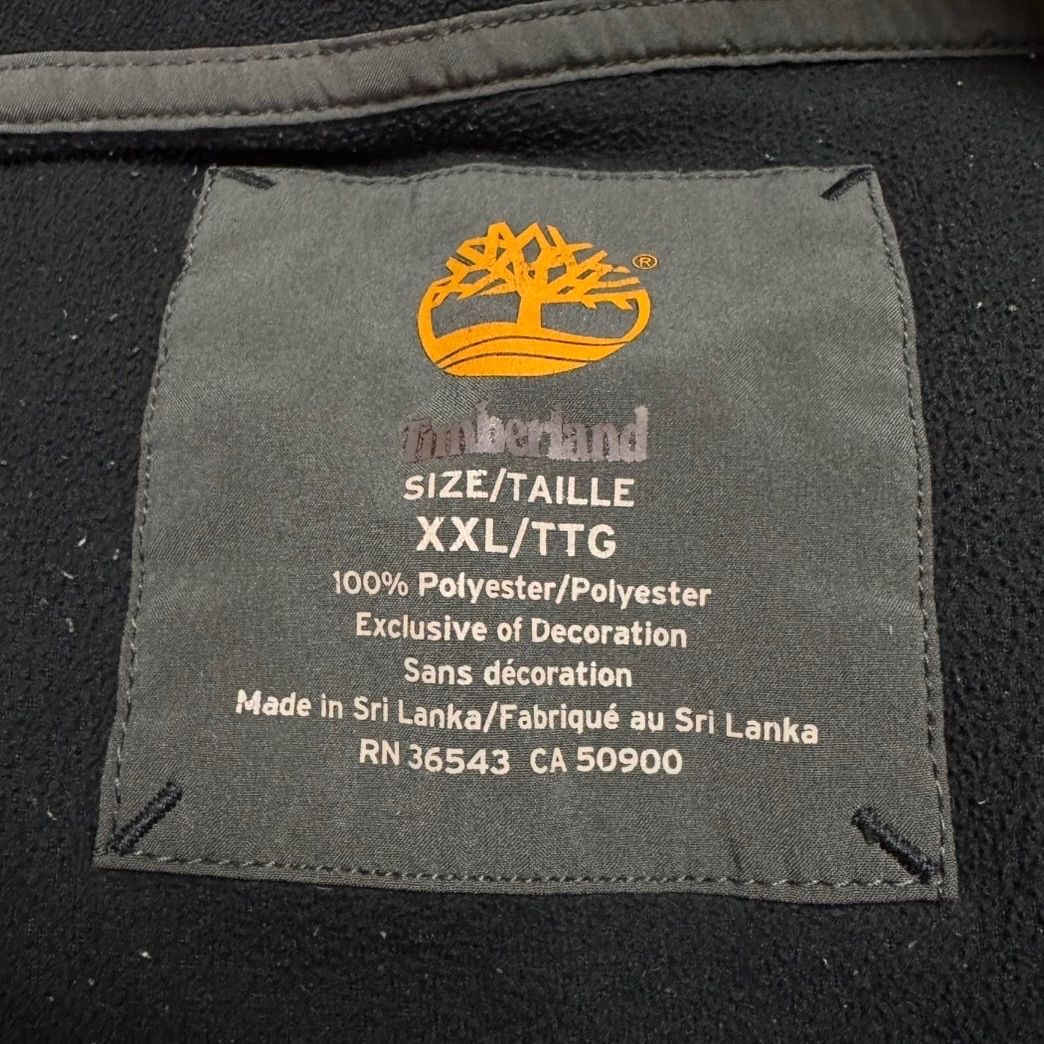 ®
Timberland
SIZE/TAILLE
XXL/TTG
100% Polyester/Polyester
Exclusive of Decoration
Sans décoration
Made in Sri Lanka/Fabriqué au Sri Lanka
RN 36543 CA 50900